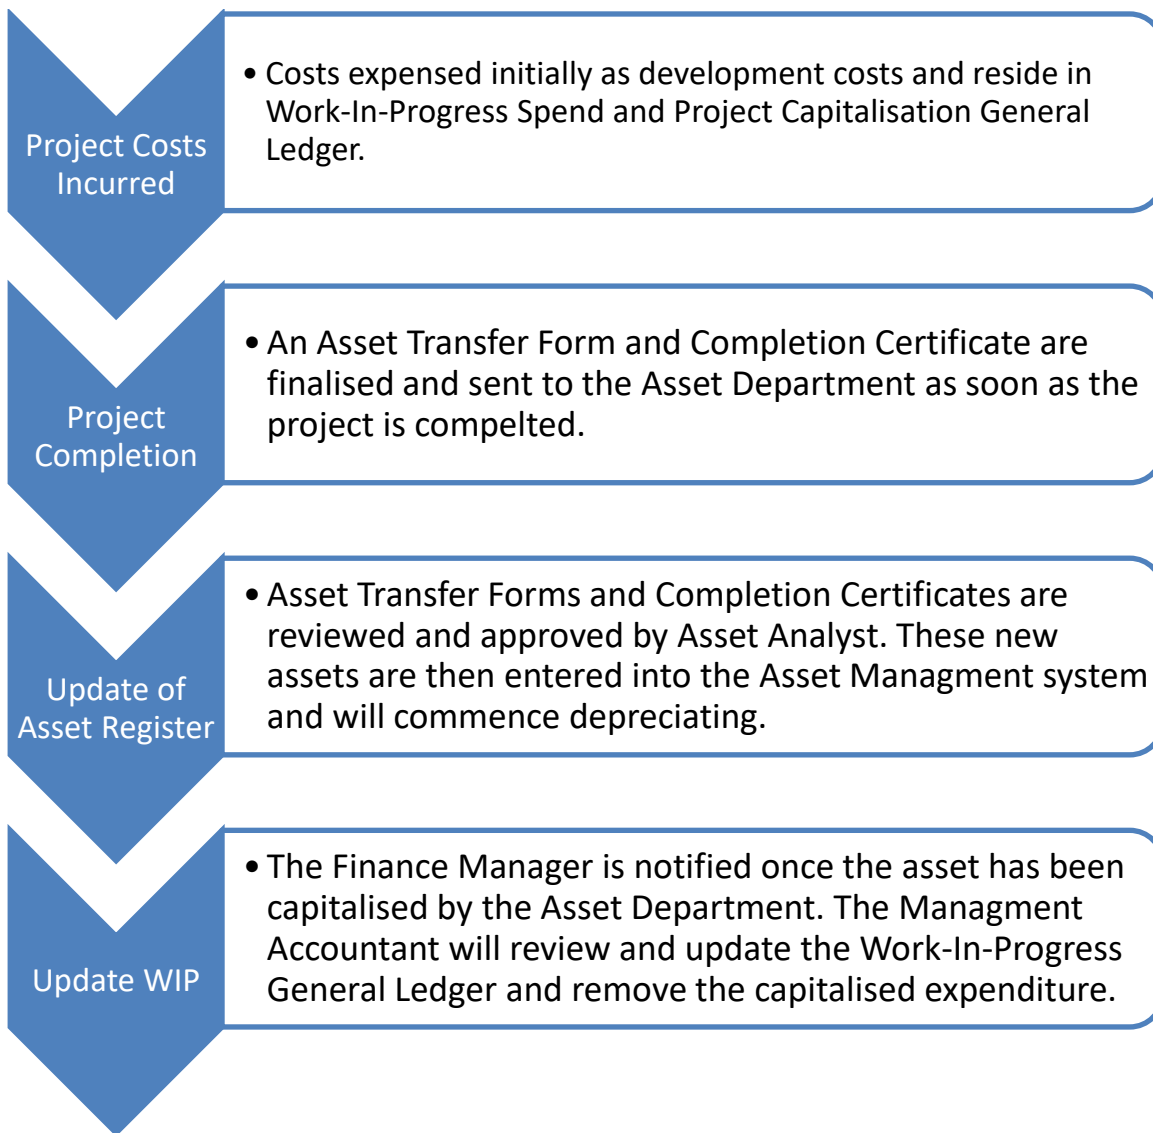 Project Costs
Incurred
• Costs expensed initially as development costs and reside in
Work-In-Progress Spend and Project Capitalisation General
Ledger.
Project
Completion
• An Asset Transfer Form and Completion Certificate are
finalised and sent to the Asset Department as soon as the
project is compelted.
Update of
Asset Register
• Asset Transfer Forms and Completion Certificates are
reviewed and approved by Asset Analyst. These new
assets are then entered into the Asset Managment system
and will commence depreciating.
Update WIP
• The Finance Manager is notified once the asset has been
capitalised by the Asset Department. The Managment
Accountant will review and update the Work-In-Progress
General Ledger and remove the capitalised expenditure.